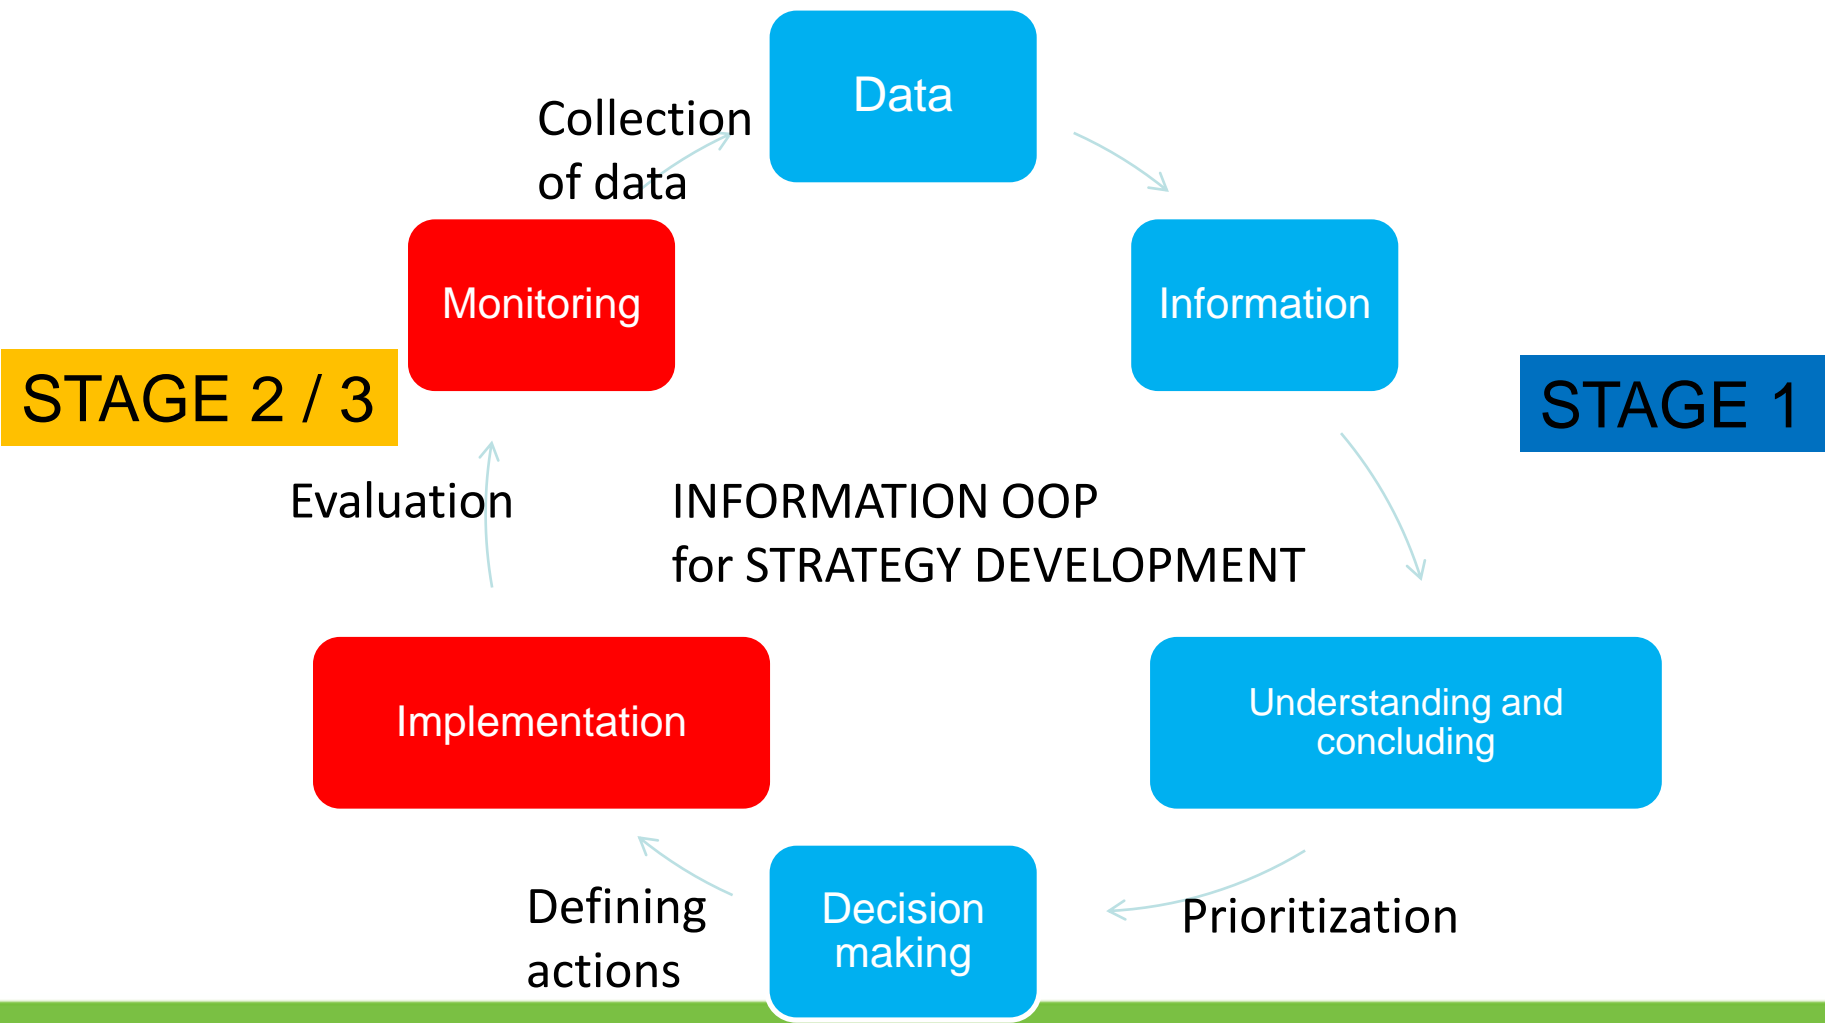 Data
Collection
of data
Monitoring
Information
STAGE 2 / 3
STAGE 1
Evaluation
INFORMATION OOP
for STRATEGY DEVELOPMENT
Implementation
Understanding and
concluding
Defining
actions
Decision
making
Prioritization